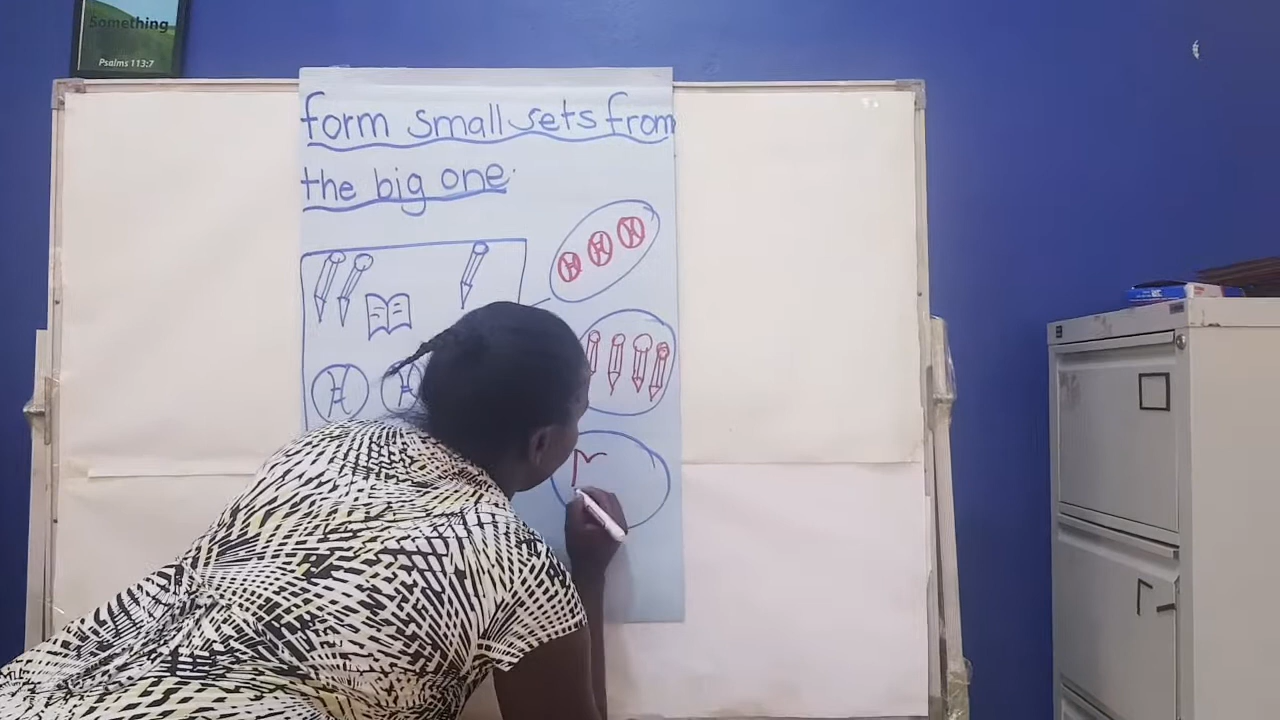 Something
Psalms 113:7
form small sets from
the big one.